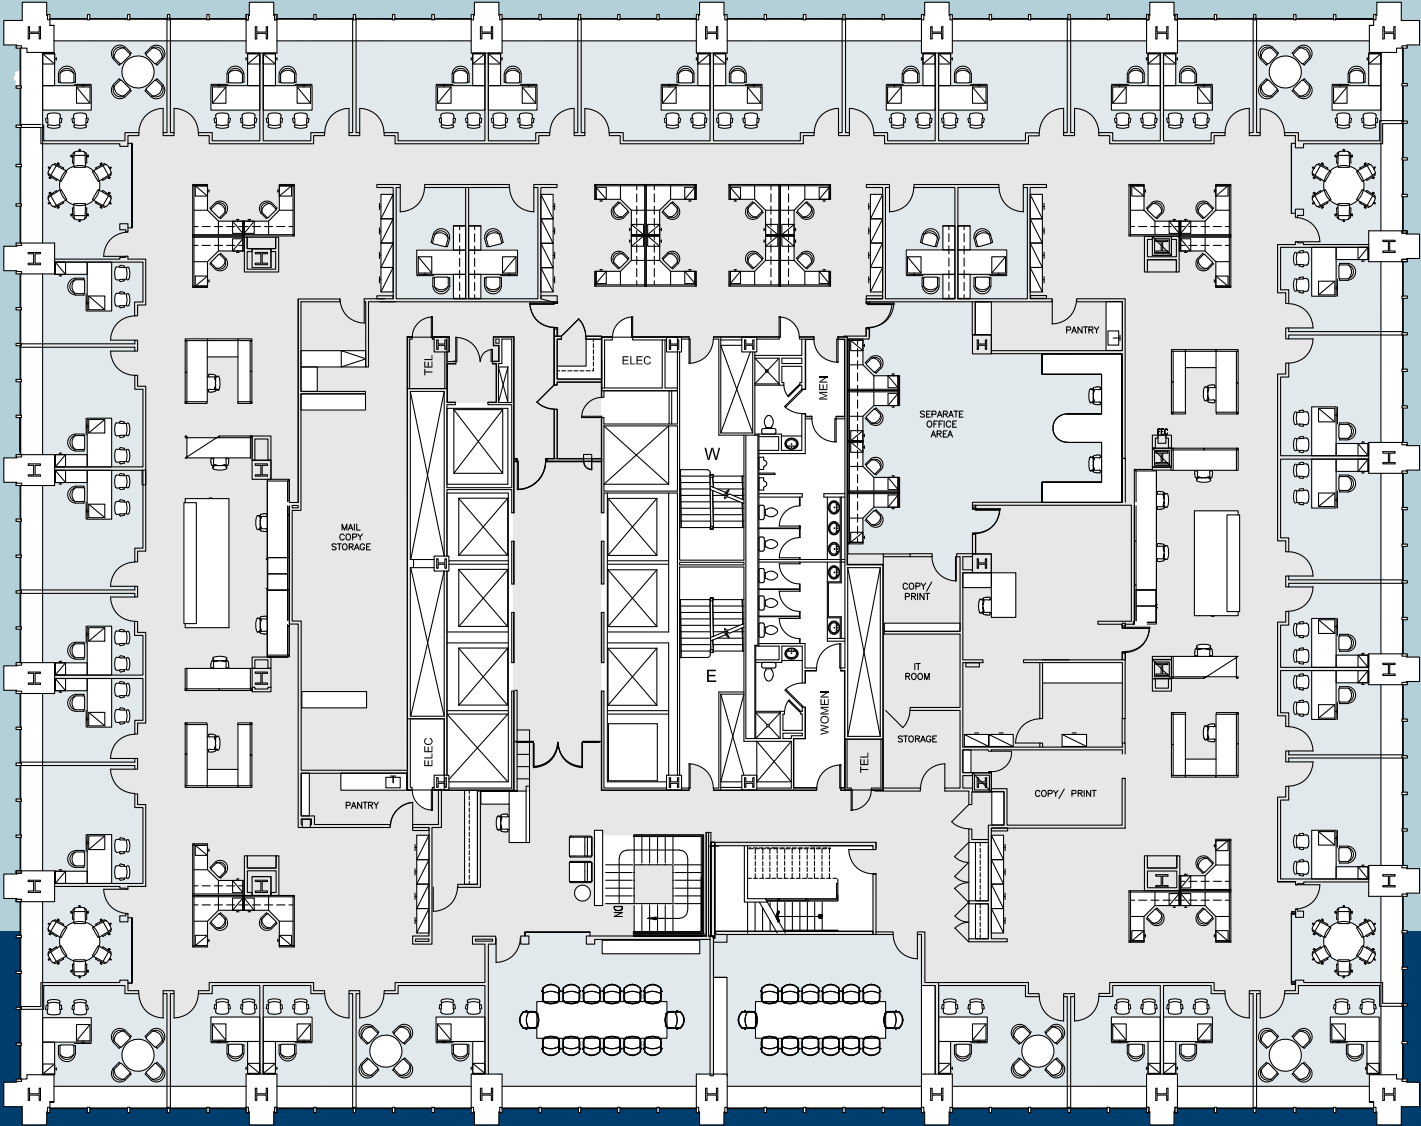 PANTRY
TEL
ELEC
MEN
SEPARATE
OFFICE
AREA
W
MAIL
COPY
STORAGE
COPY/
PRINT
IT
ROOM
E
WOMEN
STORAGE
ELEC
TEL
PANTRY
COPY/ PRINT
DN